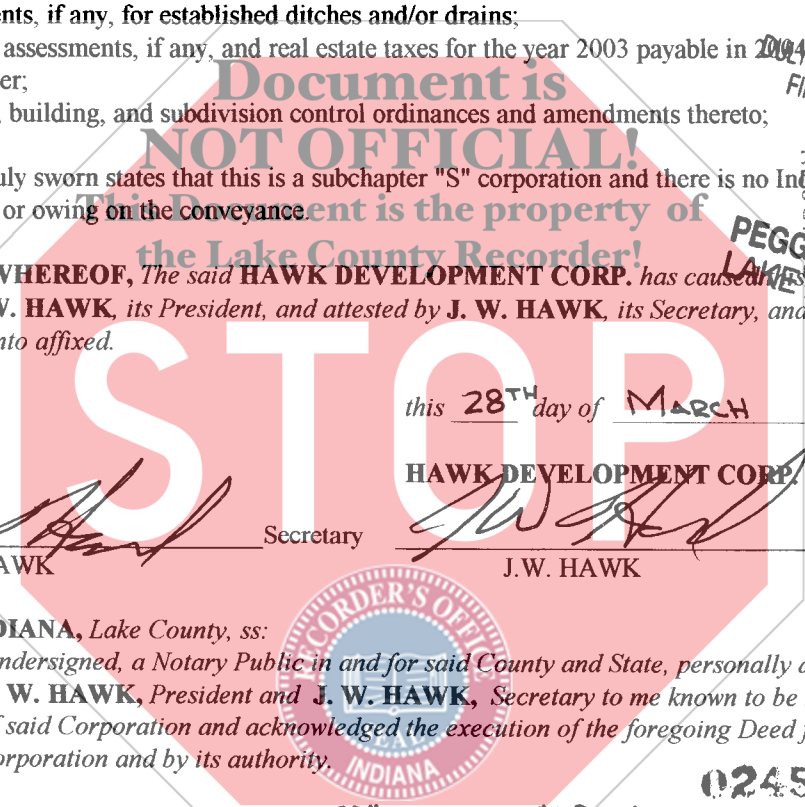 ents, if any, for established ditches and/or drains;
assessments, if any, and real estate taxes for the year 2003 payable in 2004
er;
Document is
, building, and subdivision control ordinances and amendments thereto;
NOT OFFICIAL!
uly sworn states that this is a subchapter "S" corporation and there is no Ind
or owing on the conveyance.
This Document is the property of
the Lake County Recorder!
PEGG
LAKE
WHEREOF, The said HAWK DEVELOPMENT CORP. has caused
W. HAWK, its President, and attested by J. W. HAWK, its Secretary, and
nto affixed.
STOP
this 28TH day of MARCH
HAWK DEVELOPMENT CORP.
Secretary
AWK
J.W. HAWK
DIANA, Lake County, ss:
ndersigned, a Notary Public in and for said County and State, personally a
W. HAWK, President and J. W. HAWK, Secretary to me known to be
f said Corporation and acknowledged the execution of the foregoing Deed f
orporation and by its authority.
RECORDER'S OFFICE
SEAL
INDIANA
0245